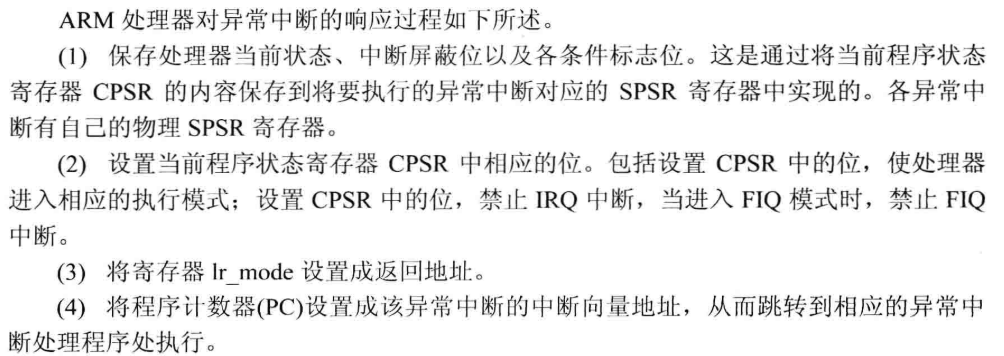 ARM 处理器对异常中断的响应过程如下所述。
(1) 保存处理器当前状态、中断屏蔽位以及各条件标志位。这是通过将当前程序状态
寄存器 CPSR 的内容保存到将要执行的异常中断对应的 SPSR 寄存器中实现的。各异常中
断有自己的物理 SPSR 寄存器。
(2) 设置当前程序状态寄存器 CPSR 中相应的位。包括设置 CPSR 中的位，使处理器
进入相应的执行模式；设置 CPSR 中的位，禁止 IRQ 中断，当进入 FIQ 模式时，禁止 FIQ
中断。
(3) 将寄存器 lr_mode 设置成返回地址。
(4) 将程序计数器(PC)设置成该异常中断的中断向量地址，从而跳转到相应的异常中
断处理程序处执行。